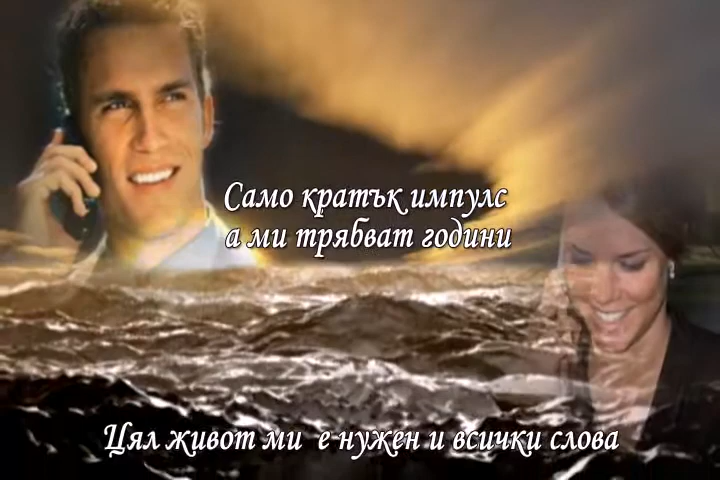 Само кратък импулс
а ми трябват години
Цял живот ми е нужен и всички слова